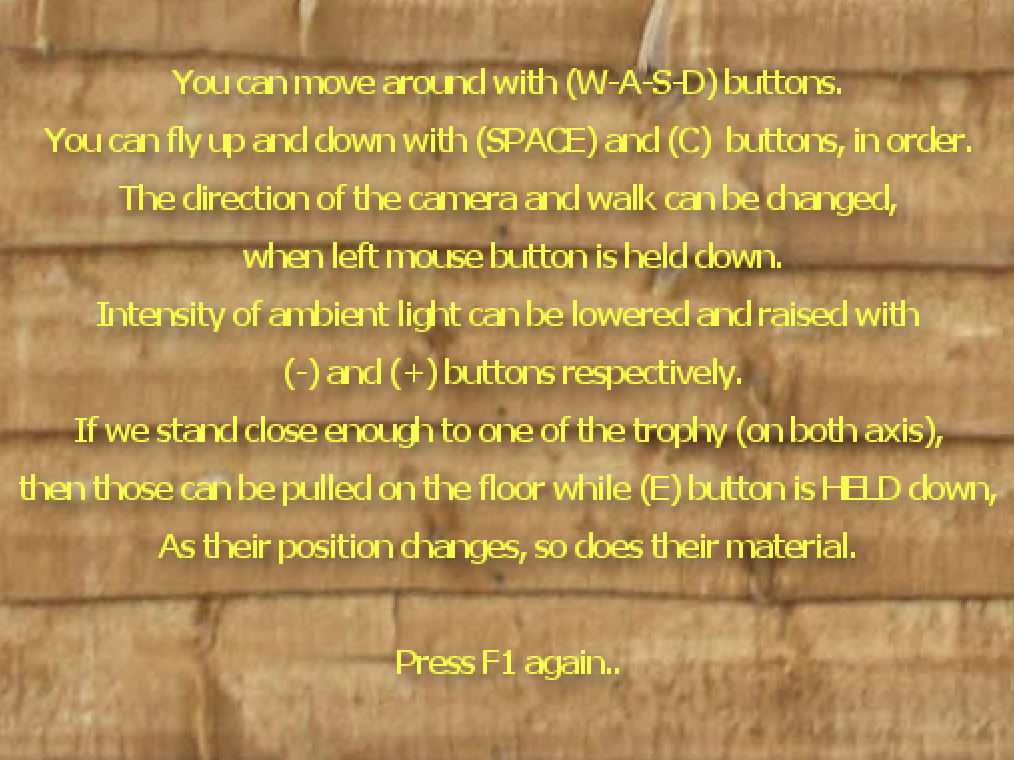 You can move around with (W-A-S-D) buttons.
You can fly up and down with (SPACE) and (C)  buttons, in order.
The direction of the camera and walk can be changed,
when left mouse button is held down.
Intensity of ambient light can be lowered and raised with
(-) and (+) buttons respectively.
If we stand close enough to one of the trophy (on both axis),
then those can be pulled on the floor while (E) button is HELD down,
As their position changes, so does their material.
Press F1 again..